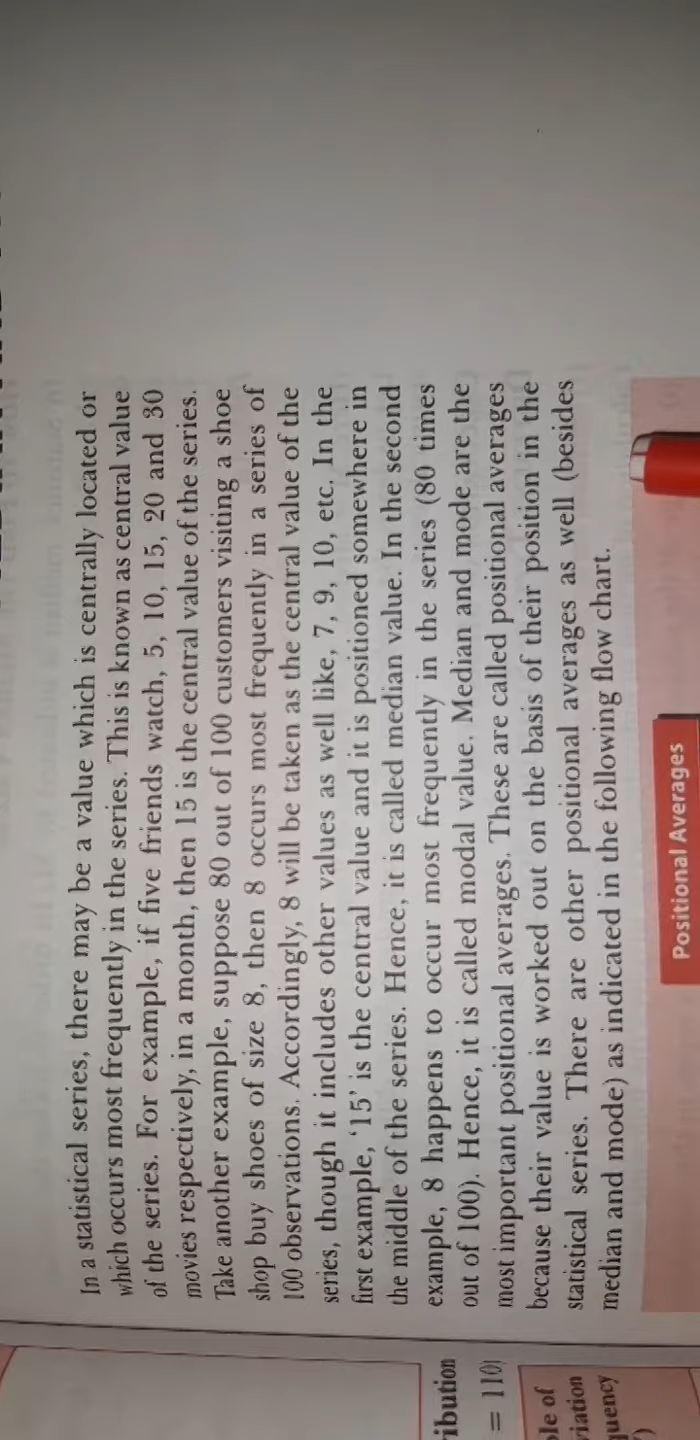 In a statistical series, there may be a value which is centrally located or
which occurs most frequently in the series. This is known as central value
of the series. For example, if five friends watch, 5, 10, 15, 20 and 30
movies respectively, in a month, then 15 is the central value of the series.
Take another example, suppose 80 out of 100 customers visiting a shoe
shop buy shoes of size 8, then 8 occurs most frequently in a series of
100 observations. Accordingly, 8 will be taken as the central value of the
series, though it includes other values as well like, 7, 9, 10, etc. In the
first example, ‘15’ is the central value and it is positioned somewhere in
the middle of the series. Hence, it is called median value. In the second
example, 8 happens to occur most frequently in the series (80 times
out of 100). Hence, it is called modal value. Median and mode are the
most important positional averages. These are called positional averages
because their value is worked out on the basis of their position in the
statistical series. There are other positional averages as well (besides
median and mode) as indicated in the following flow chart.
Positional Averages
ibution
= 110)
le of
iation
quency